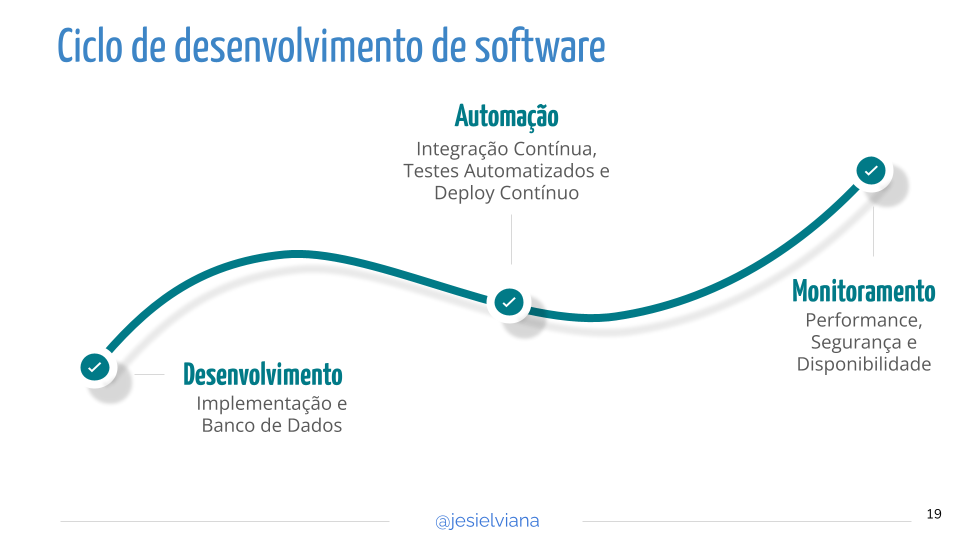 Ciclo de desenvolvimento de software
Automação
Integração Contínua,
Testes Automatizados e
Deploy Contínuo
Monitoramento
Performance,
Segurança e
Disponibilidade
Desenvolvimento
Implementação e
Banco de Dados
@jesielviana
19